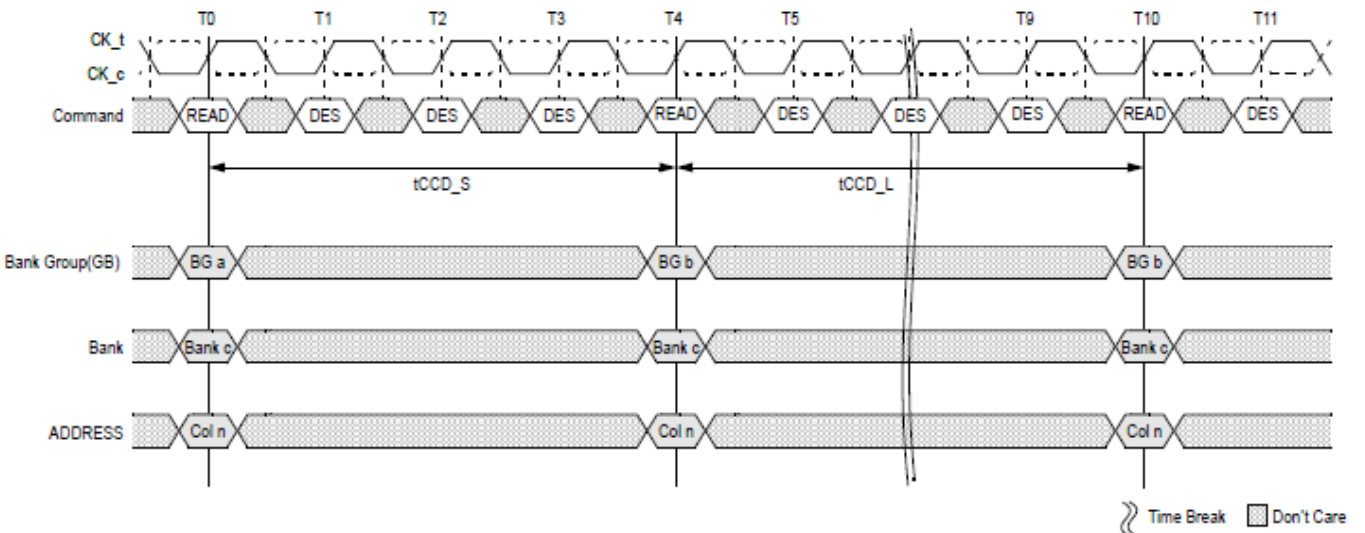 T0 T1 T2 T3 T4 T5 T9 T10 T11
CK_t
CK_c
Command READ DES DES DES READ DES DES DES READ DES
tCCD_S tCCD_L
Bank Group(GB) BG a BG b BG b
Bank Bank c Bank c Bank c
ADDRESS Col n Col n Col n
Time Break Don't Care